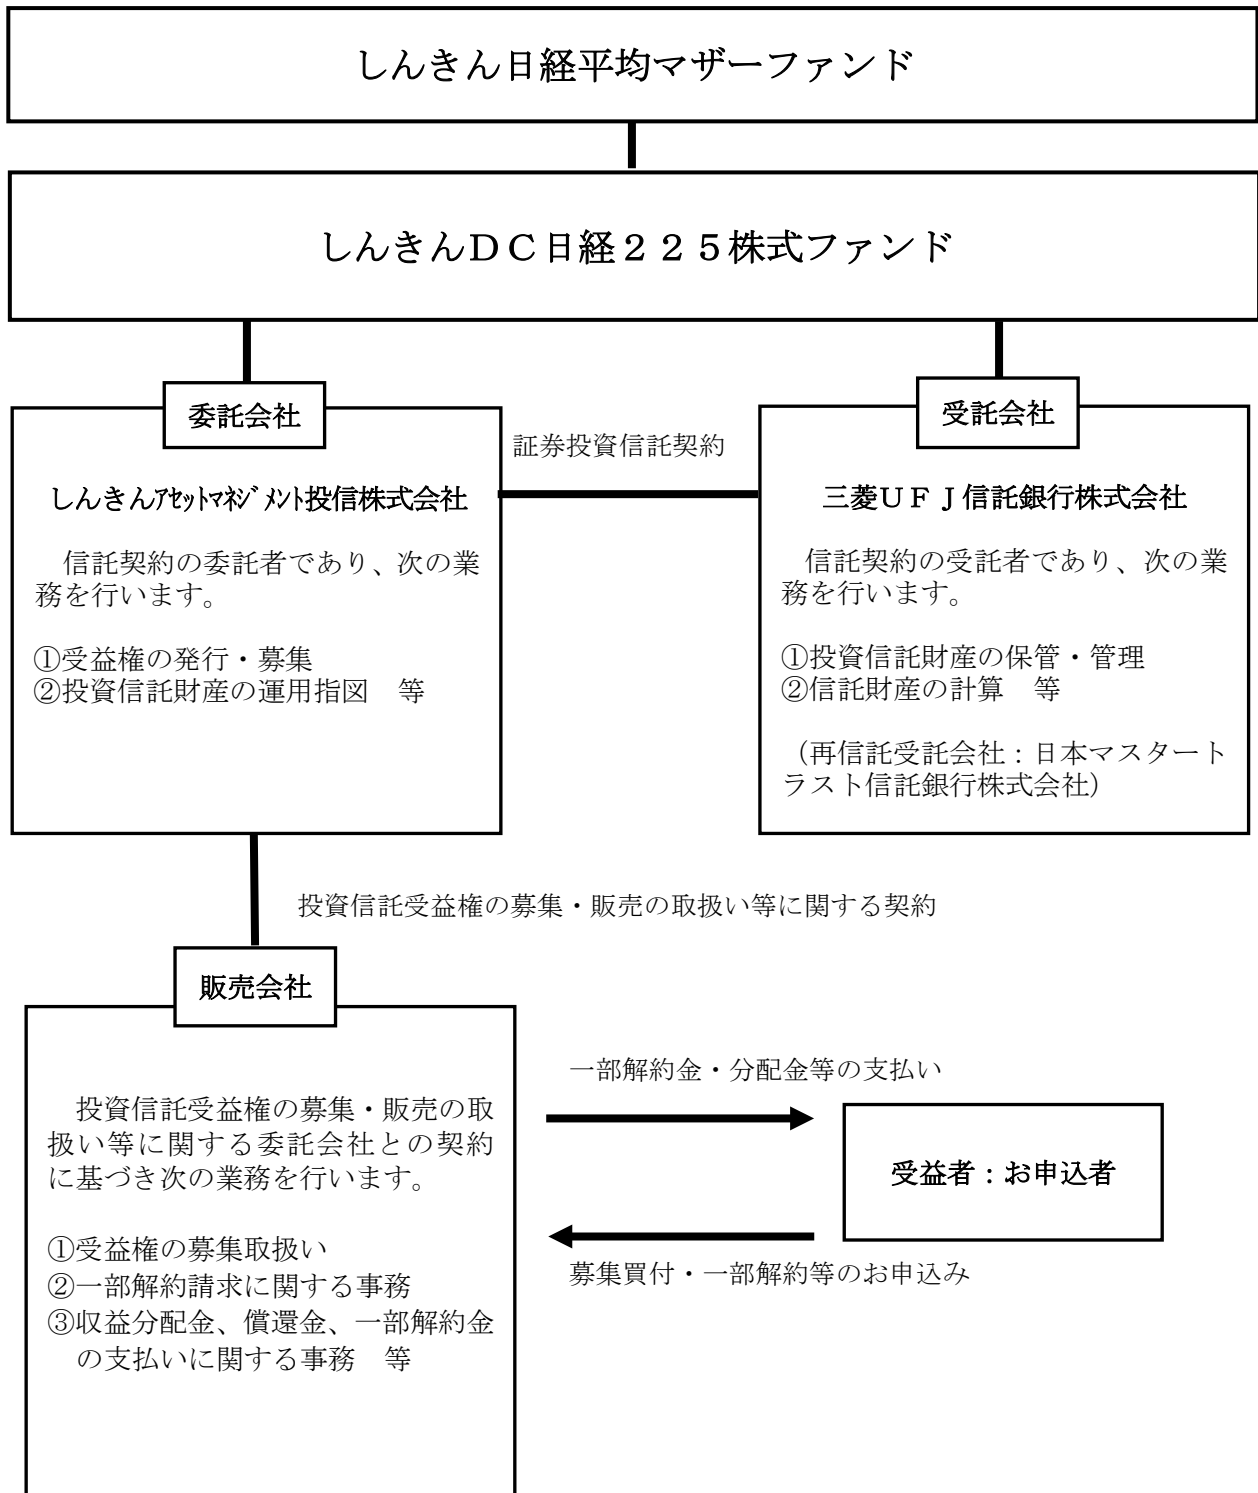 しんきん日経平均マザーファンド
しんきんＤＣ日経２２５株式ファンド
委託会社
しんきんｱｾｯﾄﾏﾈｼﾞﾒﾝﾄ投信株式会社
信託契約の委託者であり、次の業
務を行います。
①受益権の発行・募集
②投資信託財産の運用指図　等
証券投資信託契約
受託会社
三菱ＵＦＪ信託銀行株式会社
信託契約の受託者であり、次の業
務を行います。
①投資信託財産の保管・管理
②信託財産の計算　等
（再信託受託会社：日本マスタート
ラスト信託銀行株式会社）
投資信託受益権の募集・販売の取扱い等に関する契約
販売会社
投資信託受益権の募集・販売の取
扱い等に関する委託会社との契約
に基づき次の業務を行います。
①受益権の募集取扱い
②一部解約請求に関する事務
③収益分配金、償還金、一部解約金
の支払いに関する事務　等
一部解約金・分配金等の支払い
受益者：お申込者
募集買付・一部解約等のお申込み